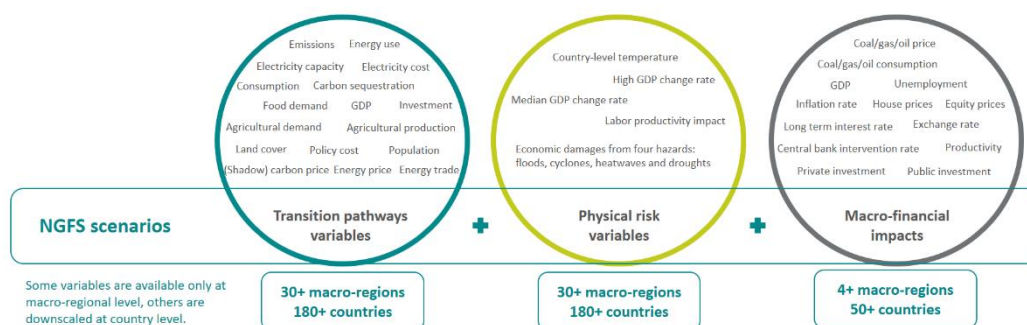 Emissions Energy use
Electricity capacity Electricity cost
Consumption Carbon sequestration
Food demand GDP Investment
Agricultural demand Agricultural production
Land cover Policy cost Population
(Shadow) carbon price Energy price Energy trade
Transition pathways
variables
Country-level temperature
High GDP change rate
Median GDP change rate
Labor productivity impact
Economic damages from four hazards:
floods, cyclones, heatwaves and droughts
Physical risk
variables
Coal/gas/oil price
Coal/gas/oil consumption
GDP Unemployment
Inflation rate House prices Equity prices
Long term interest rate Exchange rate
Central bank intervention rate Productivity
Private investment Public investment
Macro-financial
impacts
NGFS scenarios
Some variables are available only at
macro-regional level, others are
downscaled at country level.
30+ macro-regions
180+ countries
30+ macro-regions
180+ countries
4+ macro-regions
50+ countries